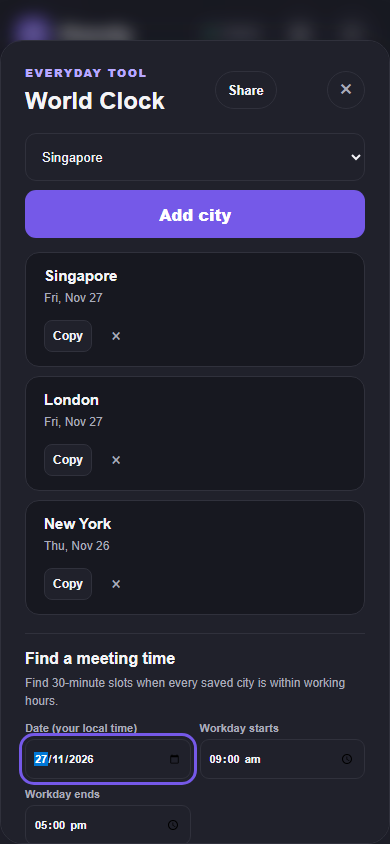 EVERYDAY TOOL
World Clock
Share
×
Singapore
Add city
Singapore
Fri, Nov 27
Copy ×
London
Fri, Nov 27
Copy ×
New York
Thu, Nov 26
Copy ×
Find a meeting time
Find 30-minute slots when every saved city is within working
hours.
Date (your local time) Workday starts
27/11/2026 09:00 am
Workday ends
05:00 pm